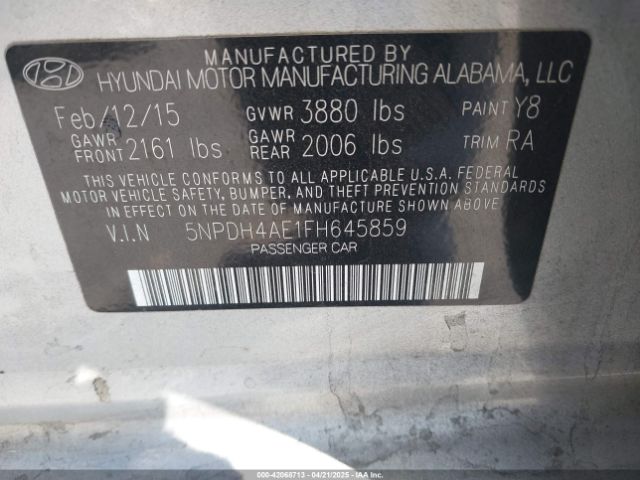 MANUFACTURED BY
HYUNDAI MOTOR MANUFACTURING ALABAMA, LLC
Feb/12/15 GVWR 3880 lbs PAINT Y8
GAWR FRONT 2161 lbs GAWR REAR 2006 lbs TRIM RA
THIS VEHICLE CONFORMS TO ALL APPLICABLE U.S.A. FEDERAL
MOTOR VEHICLE SAFETY, BUMPER, AND THEFT PREVENTION STANDARDS
IN EFFECT ON THE DATE OF MANUFACTURE SHOWN ABOVE.
V.I.N 5NPDH4AE1FH645859
PASSENGER CAR
000-42068713 - 04/21/2025 - IAAI.COM